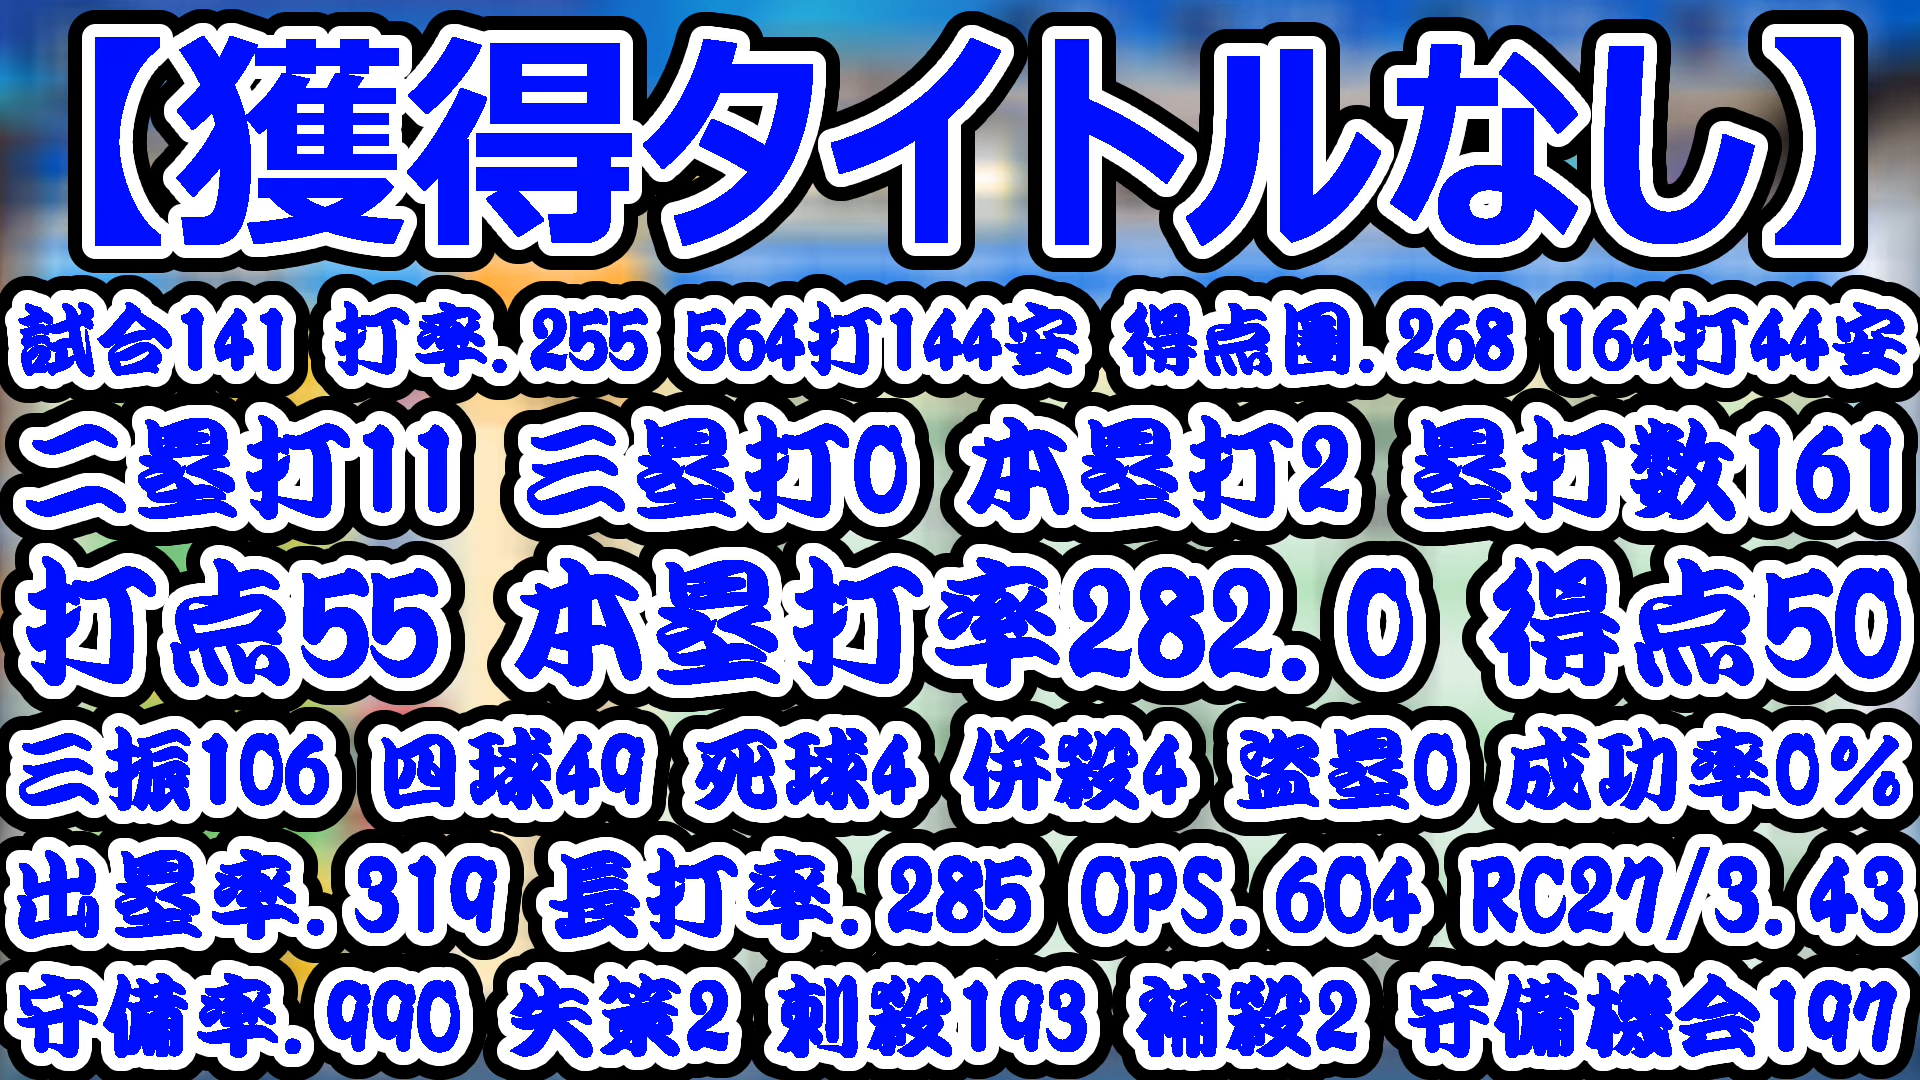 【獲得タイトルなし】
試合141 打率.255 564打144安 得点圏.268 164打44安
二塁打11 三塁打0 本塁打2 塁打数161
打点55 本塁打率282.0 得点50
三振106 四球49 死球4 併殺4 盗塁0 成功率0%
出塁率.319 長打率.285 OPS.604 RC27/3.43
守備率.990 失策2 刺殺193 補殺2 守備機会197